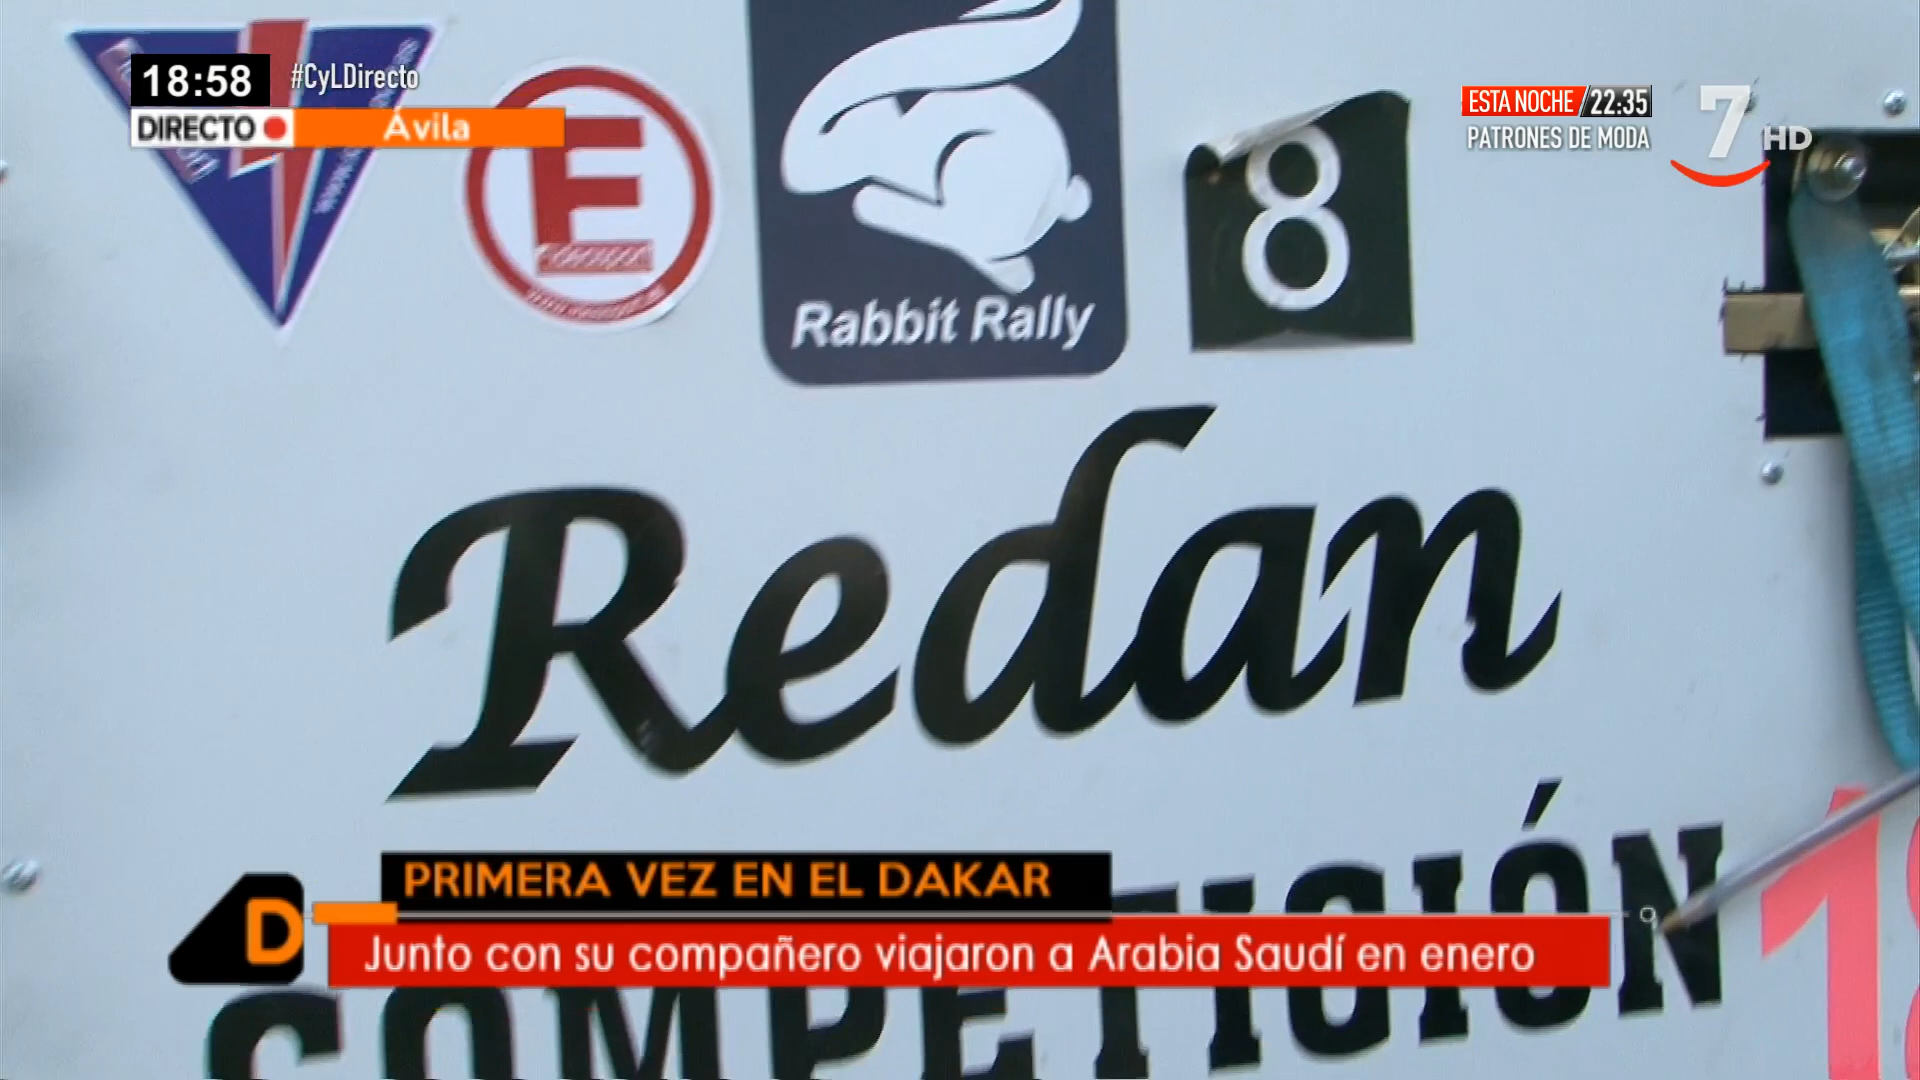 18:58 #CyLDirecto
DIRECTO Ávila
ESTA NOCHE 22:35
PATRONES DE MODA
7 HD
E
Rabbit Rally
8
Redan
COMPETICIÓN
PRIMERA VEZ EN EL DAKAR
D
Junto con su compañero viajaron a Arabia Saudí en enero